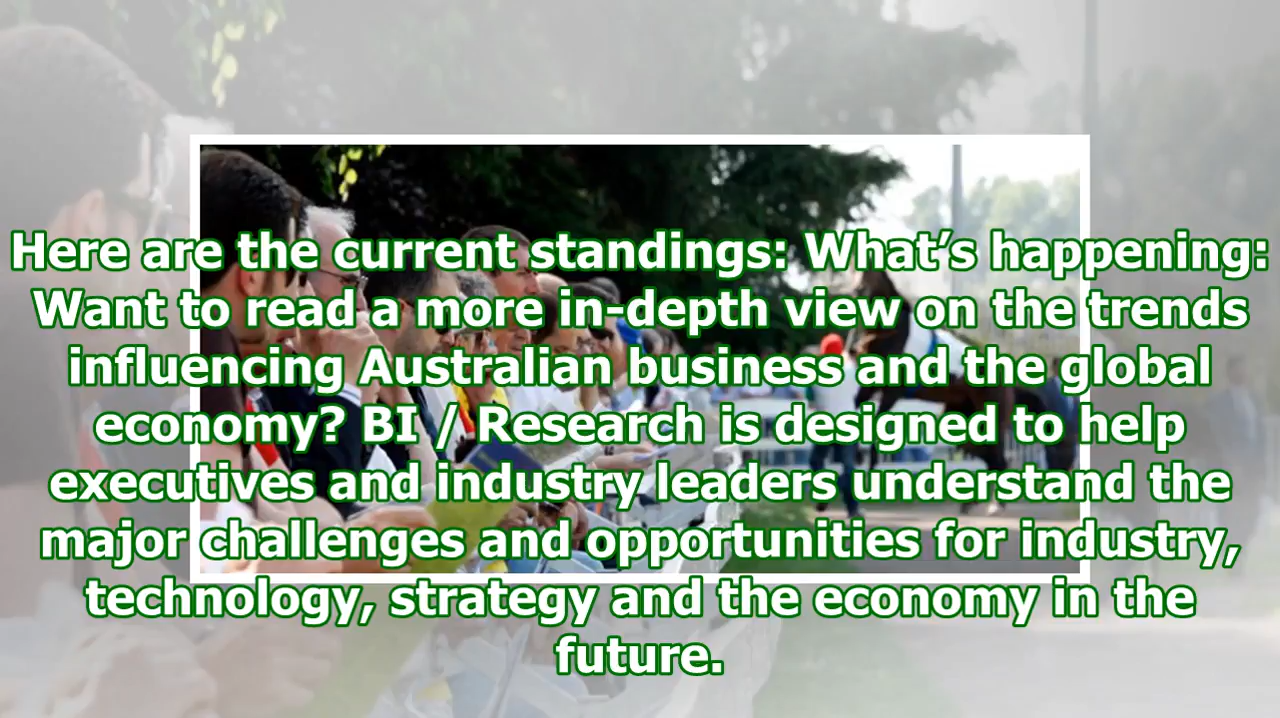 Here are the current standings: What’s happening:
Want to read a more in-depth view on the trends
influencing Australian business and the global
economy? BI / Research is designed to help
executives and industry leaders understand the
major challenges and opportunities for industry,
technology, strategy and the economy in the
future.